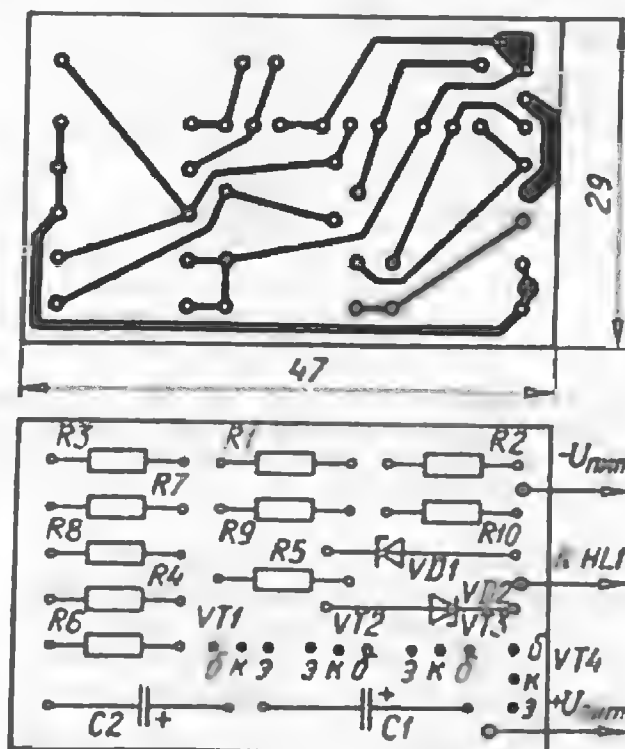 29
47
R3 R1 R2
-Uпит
R7
R8 R9 R10
VD1
к HL1
R4 R5
VD2
R6 VT1 VT2 VT3
б к э э к б э к б б VT4
к
э
C2 + + C1